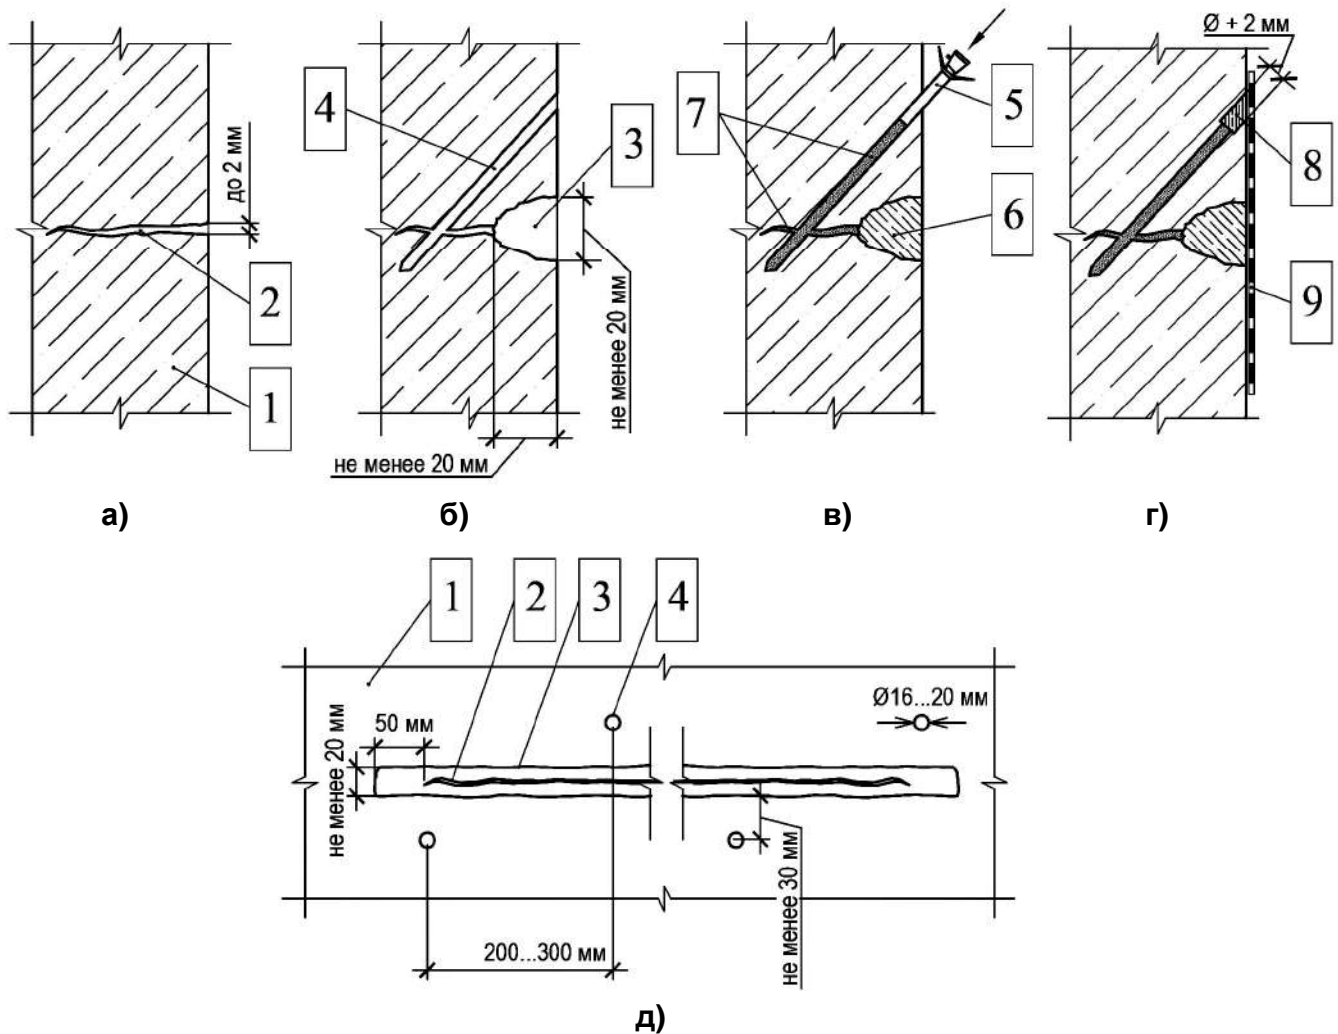 Ø + 2 мм
4
7
5
3
8
до 2 мм
6
2
9
1
не менее 20 мм
не менее 20 мм
а)
б)
в)
г)
1
2
3
4
Ø16...20 мм
50 мм
не менее 20 мм
не менее 30 мм
200...300 мм
д)